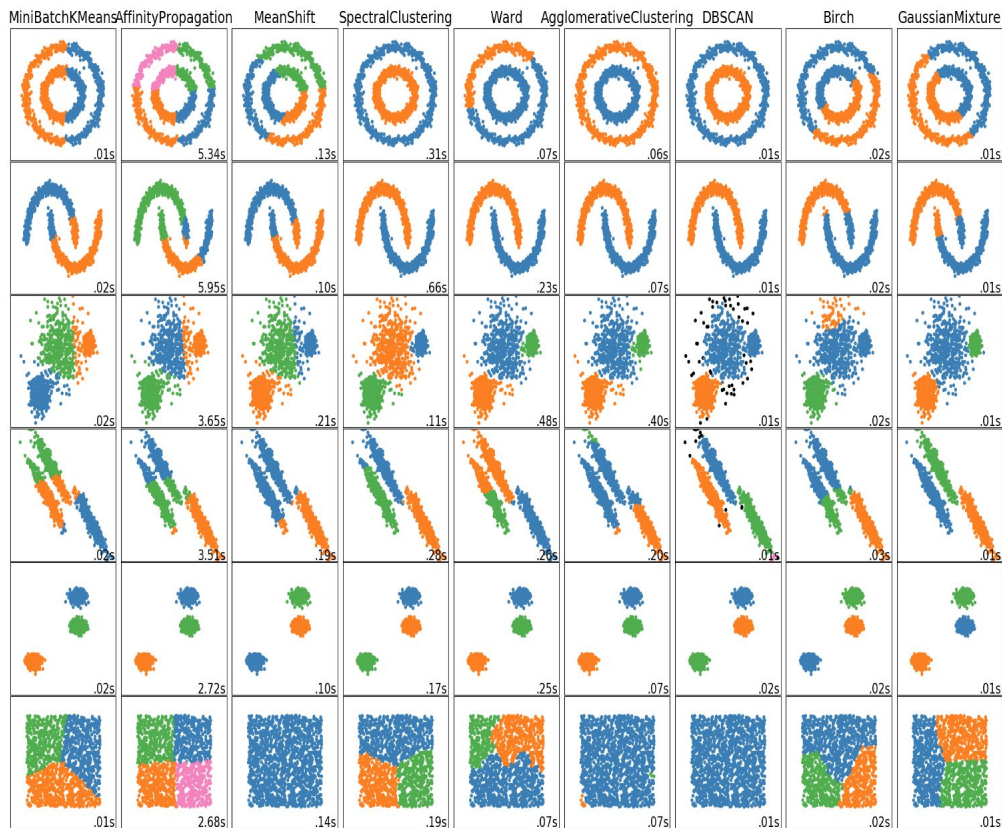 MiniBatchKMeans AffinityPropagation MeanShift SpectralClustering Ward AgglomerativeClustering DBSCAN Birch GaussianMixture
.01s 5.34s .13s .31s .07s .06s .01s .02s .01s
.02s 5.95s .10s .66s .23s .07s .01s .02s .01s
.02s 3.65s .21s .11s .48s .40s .01s .02s .01s
.02s 3.51s .19s .28s .26s .20s .01s .03s .01s
.02s 2.72s .10s .17s .25s .07s .02s .02s .01s
.01s 2.68s .14s .19s .07s .07s .01s .02s .01s